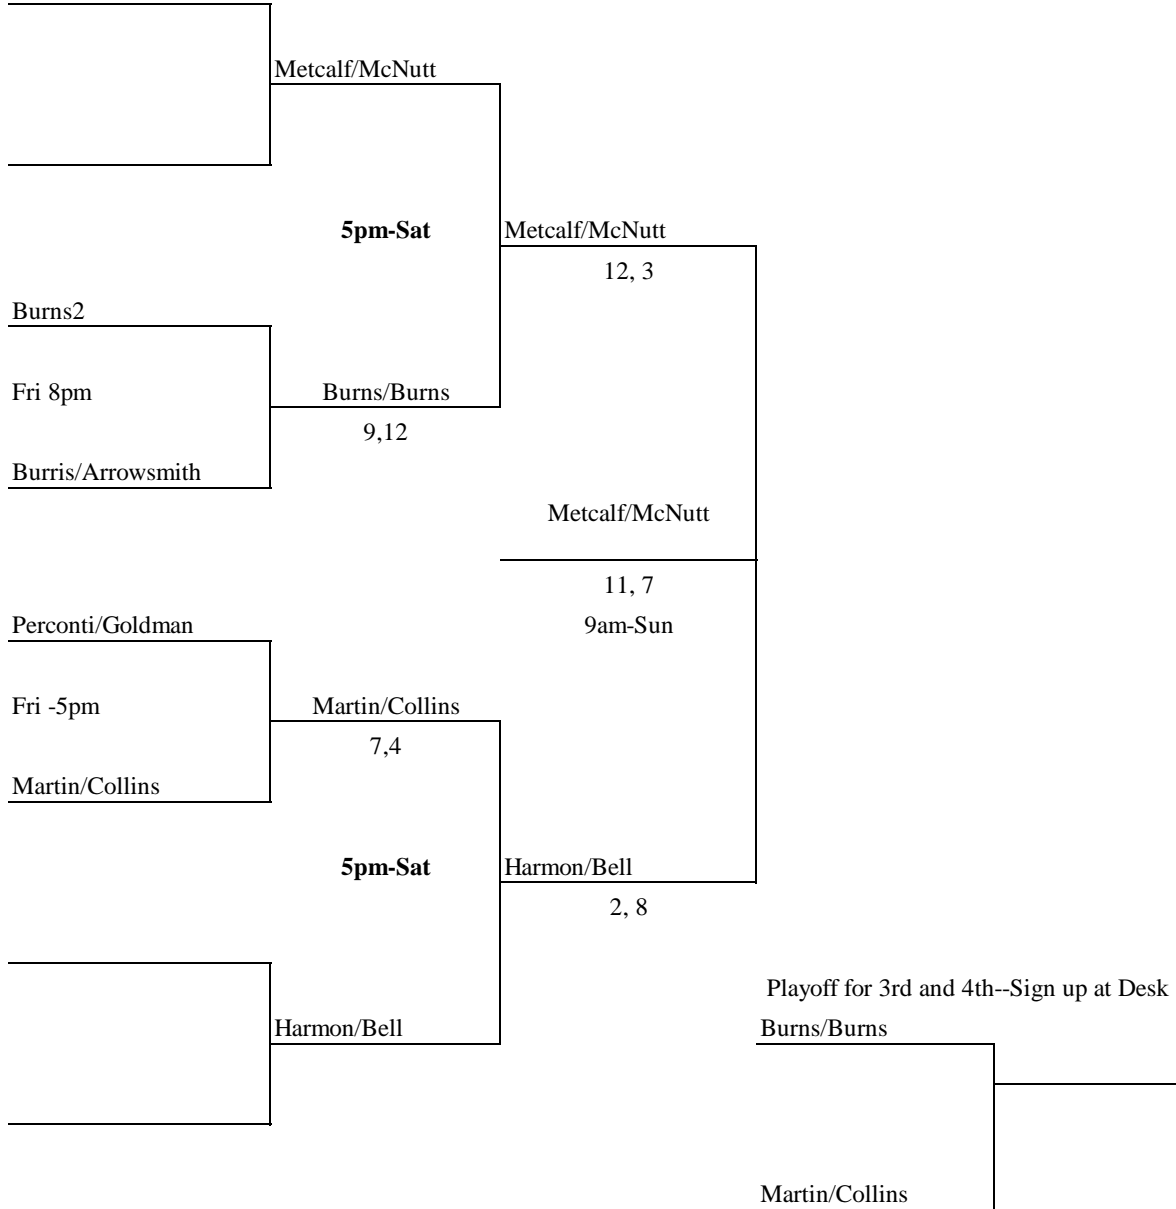 Metcalf/McNutt
5pm-Sat
Metcalf/McNutt
12, 3
Burns2
Fri 8pm
Burns/Burns
9,12
Burris/Arrowsmith
Metcalf/McNutt
11, 7
Perconti/Goldman
9am-Sun
Fri -5pm
Martin/Collins
7,4
Martin/Collins
5pm-Sat
Harmon/Bell
2, 8
Playoff for 3rd and 4th--Sign up at Desk
Harmon/Bell
Burns/Burns
Martin/Collins